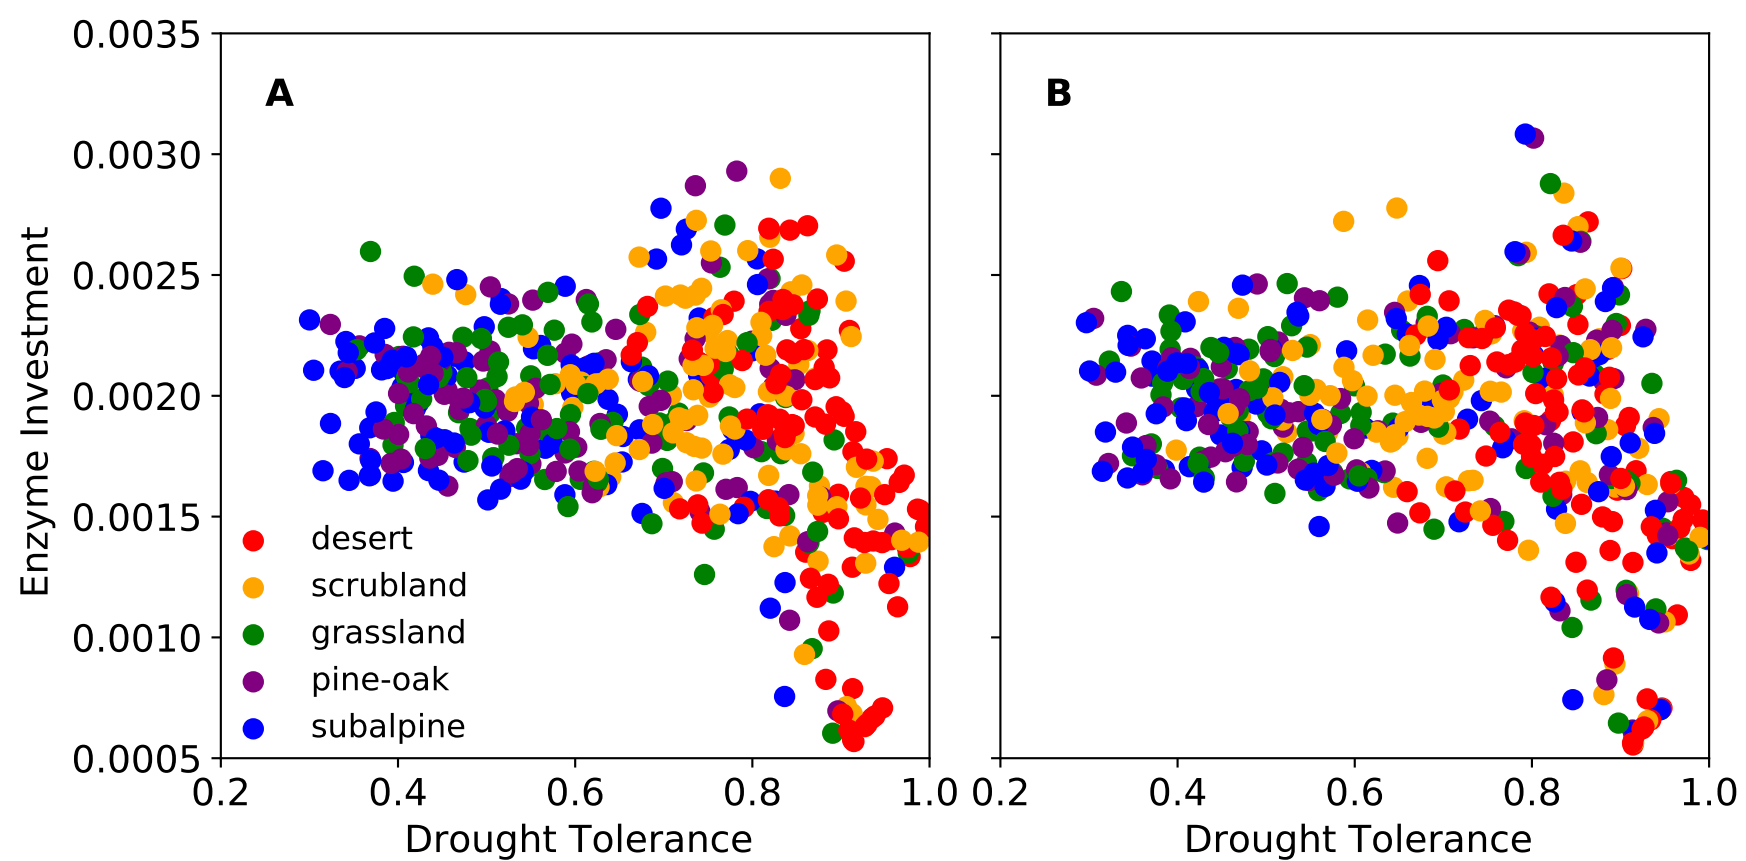 0.0035
0.0030
0.0025
0.0020
0.0015
0.0010
0.0005
Enzyme Investment
A
desert
scrubland
grassland
pine-oak
subalpine
0.2 0.4 0.6 0.8 1.0
Drought Tolerance
B
0.2 0.4 0.6 0.8 1.0
Drought Tolerance